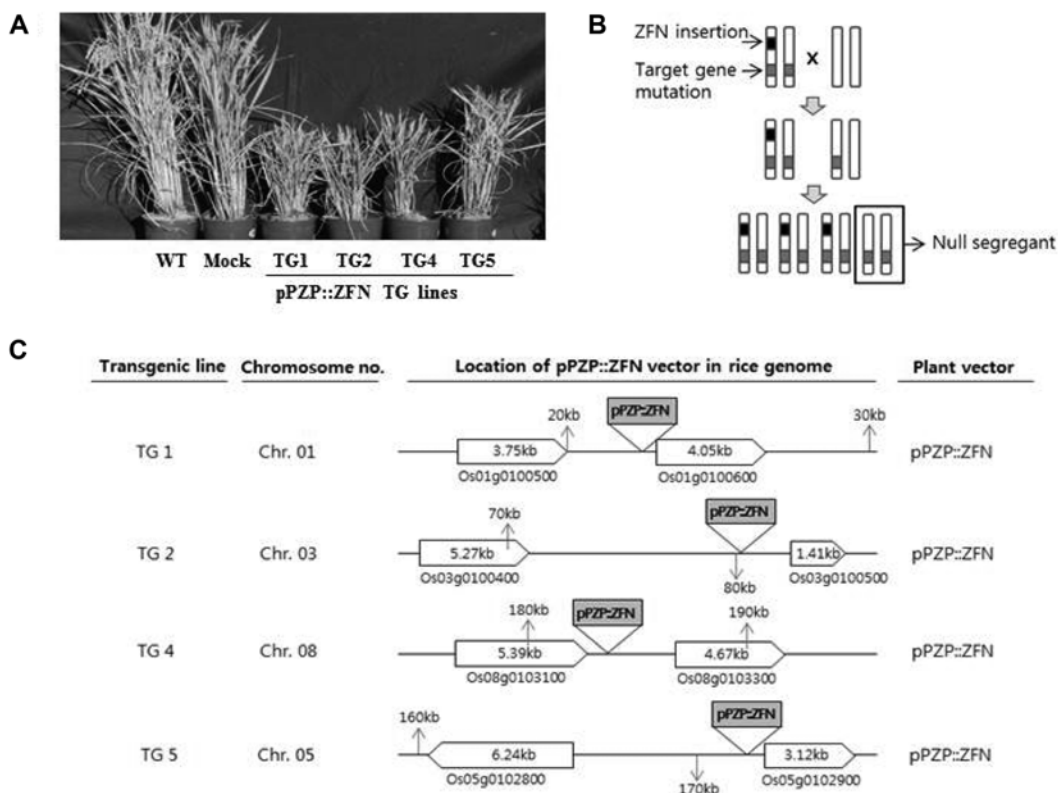 A
WT Mock TG1 TG2 TG4 TG5
pPZP::ZFN TG lines
B
ZFN insertion
x
Target gene
mutation
Null segregant
C
Transgenic line Chromosome no. Location of pPZP::ZFN vector in rice genome Plant vector
pPZP::ZFN
20kb 30kb
TG 1 Chr. 01 3.75kb 4.05kb pPZP::ZFN
Os01g0100500 Os01g0100600
pPZP::ZFN
70kb
TG 2 Chr. 03 5.27kb 1.41kb pPZP::ZFN
Os03g0100400 80kb Os03g0100500
180kb pPZP::ZFN 190kb
TG 4 Chr. 08 5.39kb 4.67kb pPZP::ZFN
Os08g0103100 Os08g0103300
160kb pPZP::ZFN
TG 5 Chr. 05 6.24kb 3.12kb pPZP::ZFN
Os05g0102800 170kb Os05g0102900